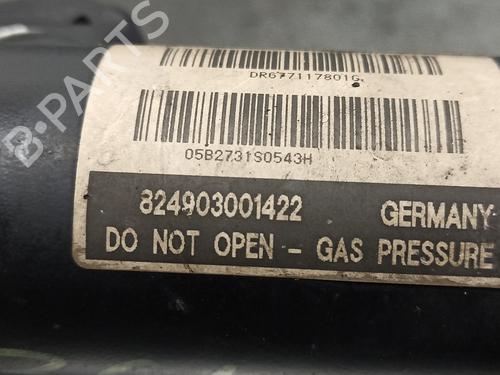 DR677117801G.
05B2731S0543H
824903001422 GERMANY
DO NOT OPEN - GAS PRESSURE
B-PARTS